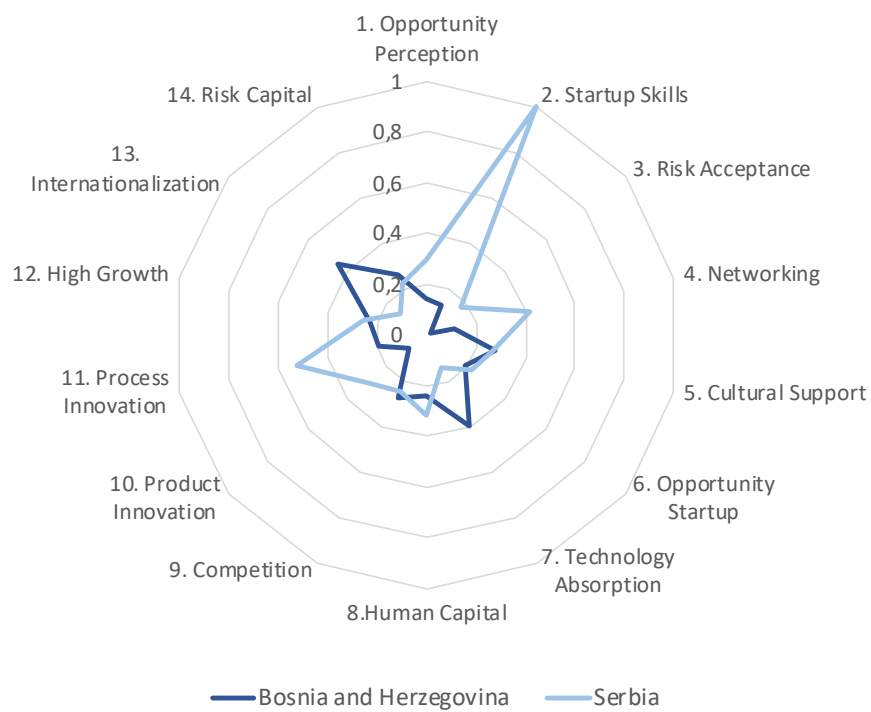 1. Opportunity
Perception
14. Risk Capital
1
2. Startup Skills
13.
Internationalization
0,8
3. Risk Acceptance
0,6
0,4
12. High Growth
4. Networking
0,2
0
11. Process
Innovation
5. Cultural Support
10. Product
Innovation
6. Opportunity
Startup
9. Competition
7. Technology
Absorption
8.Human Capital
Bosnia and Herzegovina
Serbia